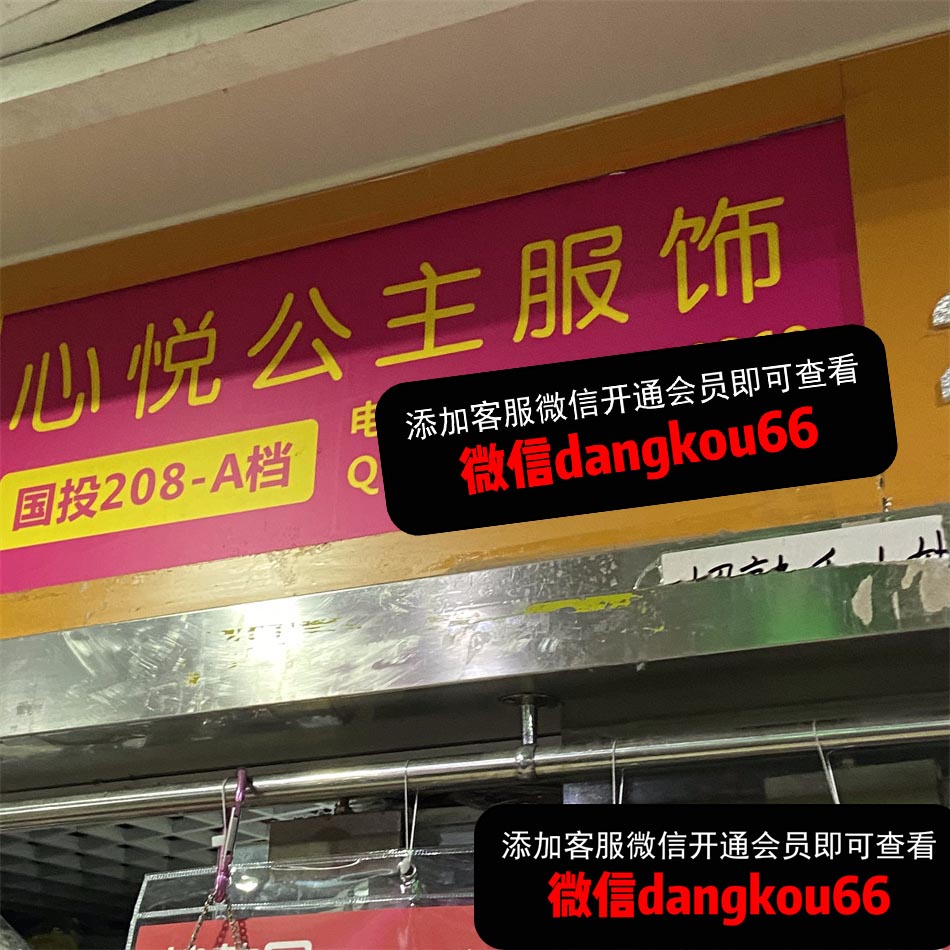 心悦公主服饰
国投208-A档
电
Q
添加客服微信开通会员即可查看
微信dangkou66
添加客服微信开通会员即可查看
微信dangkou66